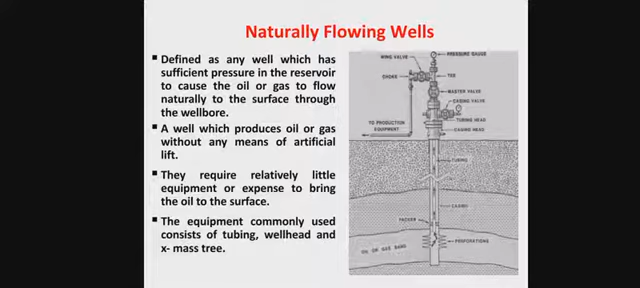 Naturally Flowing Wells
▪ Defined as any well which has
sufficient pressure in the reservoir
to cause the oil or gas to flow
naturally to the surface through
the wellbore.
▪ A well which produces oil or gas
without any means of artificial
lift.
▪ They require relatively little
equipment or expense to bring
the oil to the surface.
▪ The equipment commonly used
consists of tubing, wellhead and
x- mass tree.
PRESSURE GAUGE
WING VALVE
CHOKE
TEE
MASTER VALVE
CASING VALVE
TO PRODUCTION
EQUIPMENT
TUBING HEAD
CASING HEAD
TUBING
CASING
PACKER
PERFORATIONS
OIL OR GAS SAND